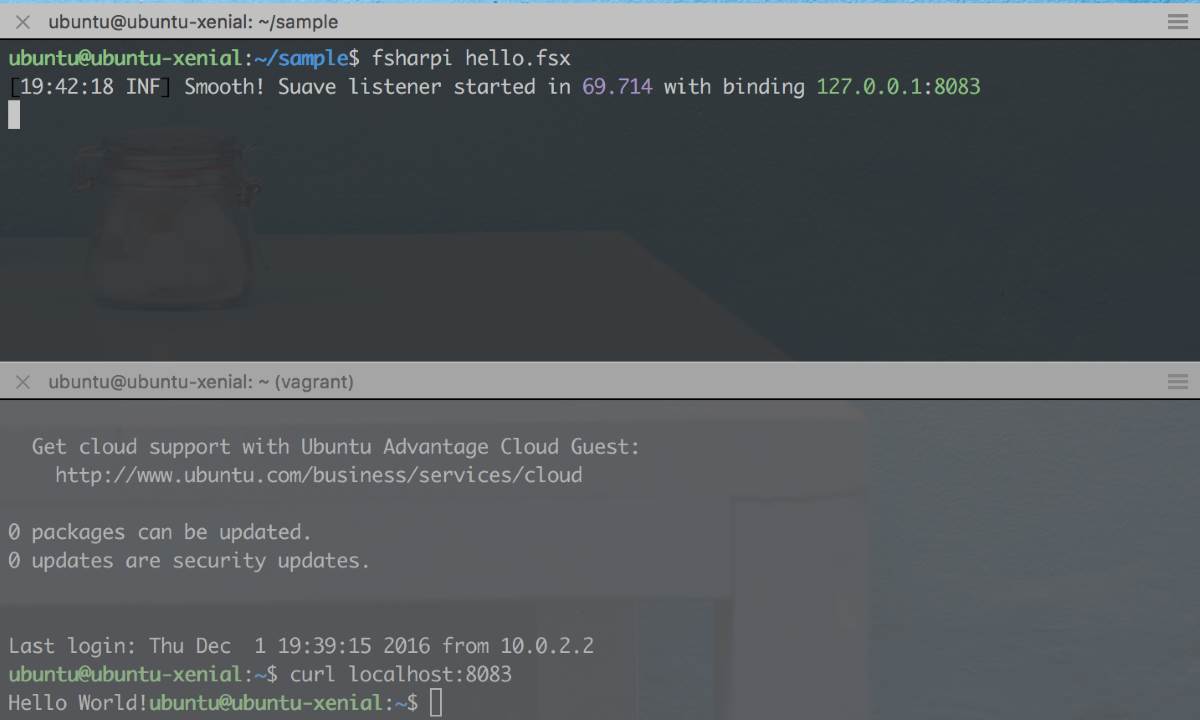 ubuntu@ubuntu-xenial: ~/sample
ubuntu@ubuntu-xenial:~/sample$ fsharpi hello.fsx
[19:42:18 INF] Smooth! Suave listener started in 69.714 with binding 127.0.0.1:8083
ubuntu@ubuntu-xenial: ~ (vagrant)
Get cloud support with Ubuntu Advantage Cloud Guest:
http://www.ubuntu.com/business/services/cloud
0 packages can be updated.
0 updates are security updates.
Last login: Thu Dec  1 19:39:15 2016 from 10.0.2.2
ubuntu@ubuntu-xenial:~$ curl localhost:8083
Hello World!ubuntu@ubuntu-xenial:~$